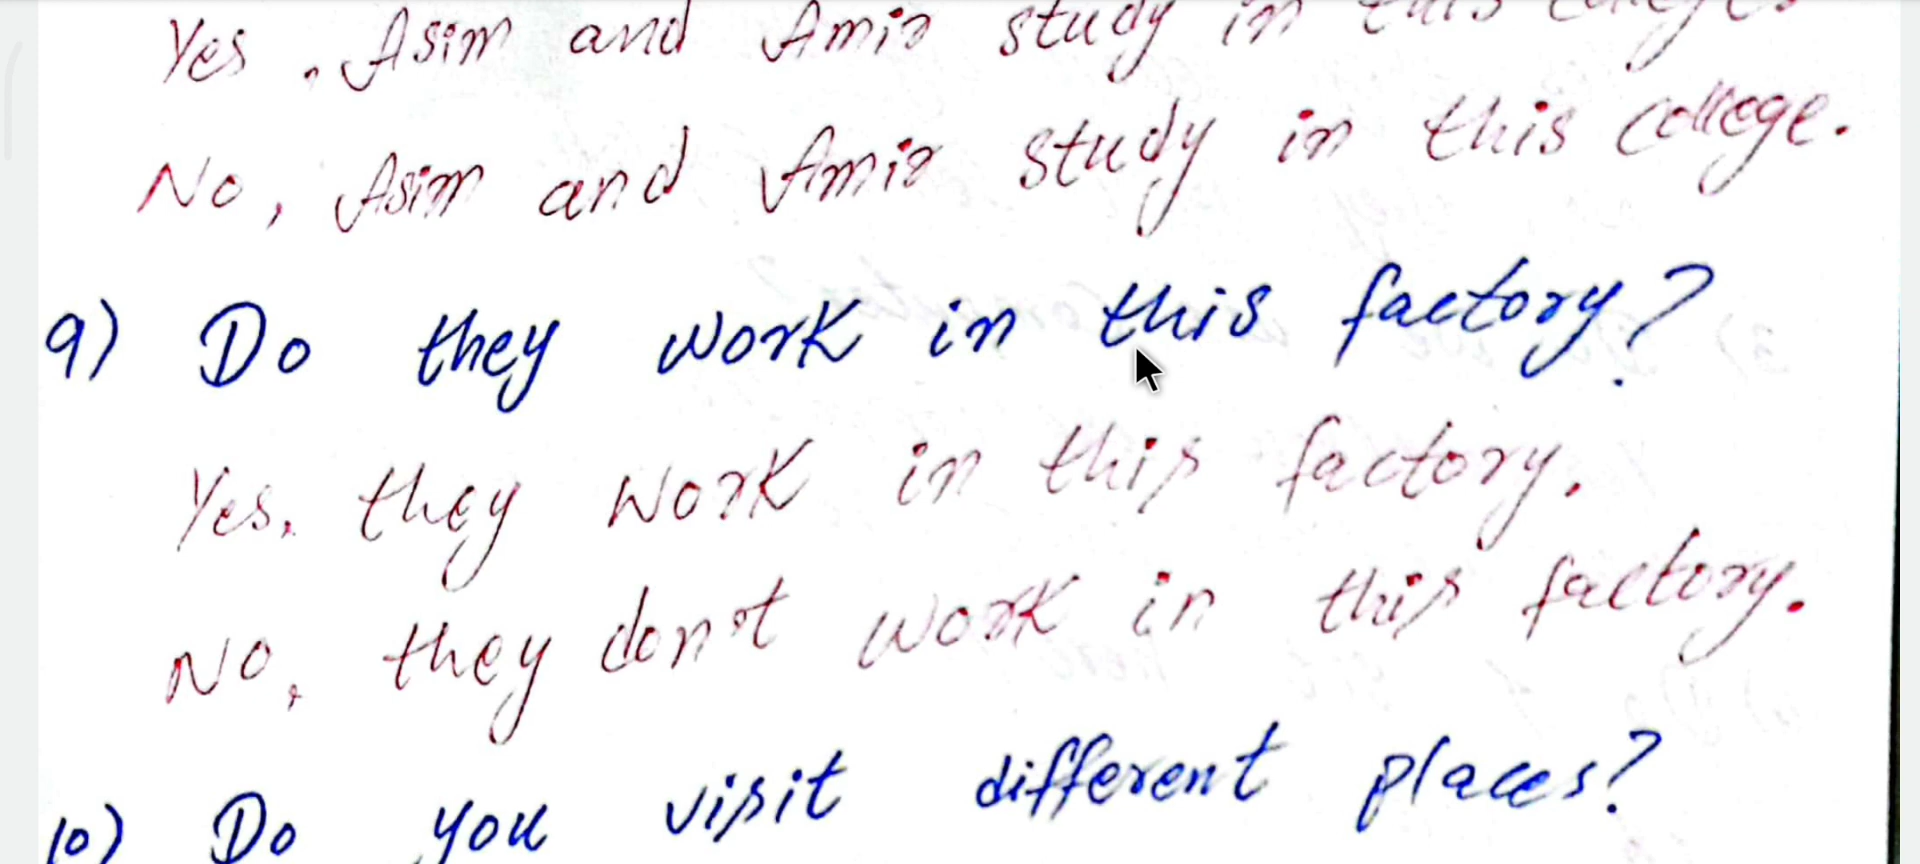 Yes, Asim and Amir study in this college
No, Asim and Amir study in this college.
9) Do they work in this factory?
Yes, they work in this factory.
No, they don't work in this factory.
10) Do you visit different places?